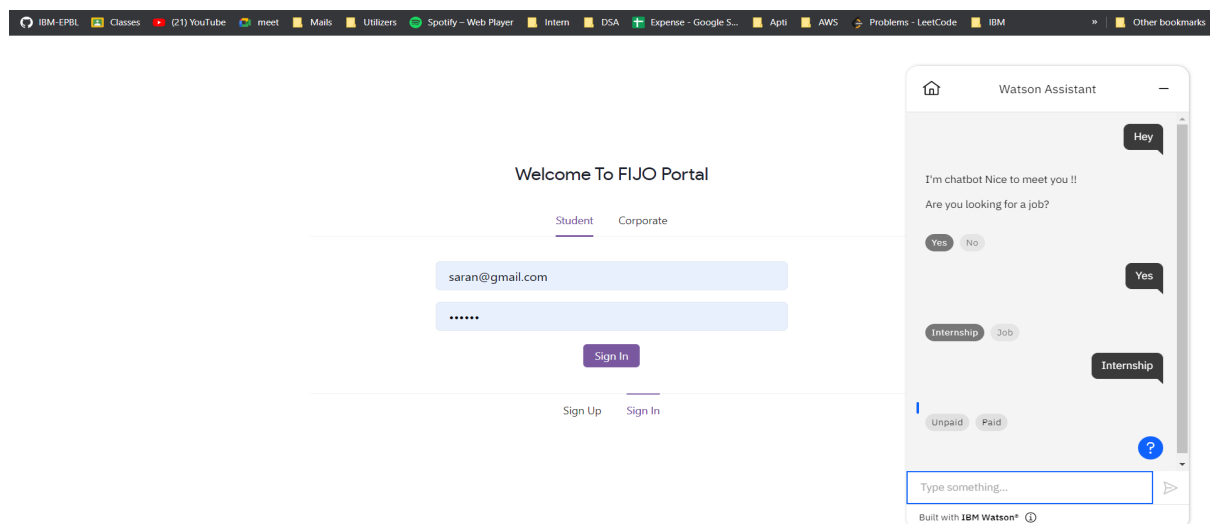 IBM-EPBL Classes (21) YouTube meet Mails Utilizers Spotify – Web Player Intern DSA Expense - Google S... Apti AWS Problems - LeetCode IBM » Other bookmarks
Welcome To FIJO Portal
Student Corporate
saran@gmail.com
••••••
Sign In
Sign Up Sign In
Watson Assistant
Hey
I'm chatbot Nice to meet you !!
Are you looking for a job?
Yes No
Yes
Internship Job
Internship
Unpaid Paid
?
Type something...
Built with IBM Watson®